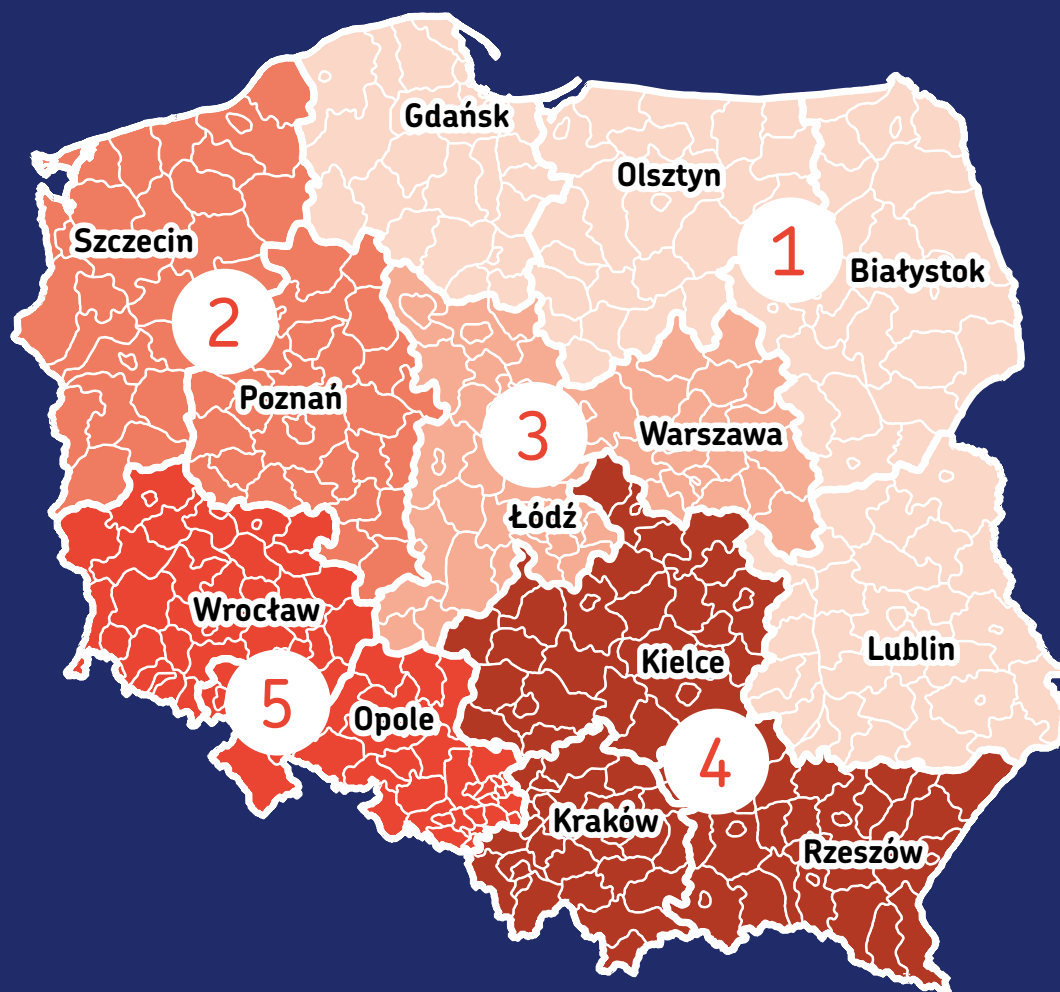 Gdańsk
Olsztyn
1
Szczecin
Białystok
2
Poznań
3
Warszawa
Łódź
Wrocław
Lublin
Kielce
5
Opole
4
Kraków
Rzeszów